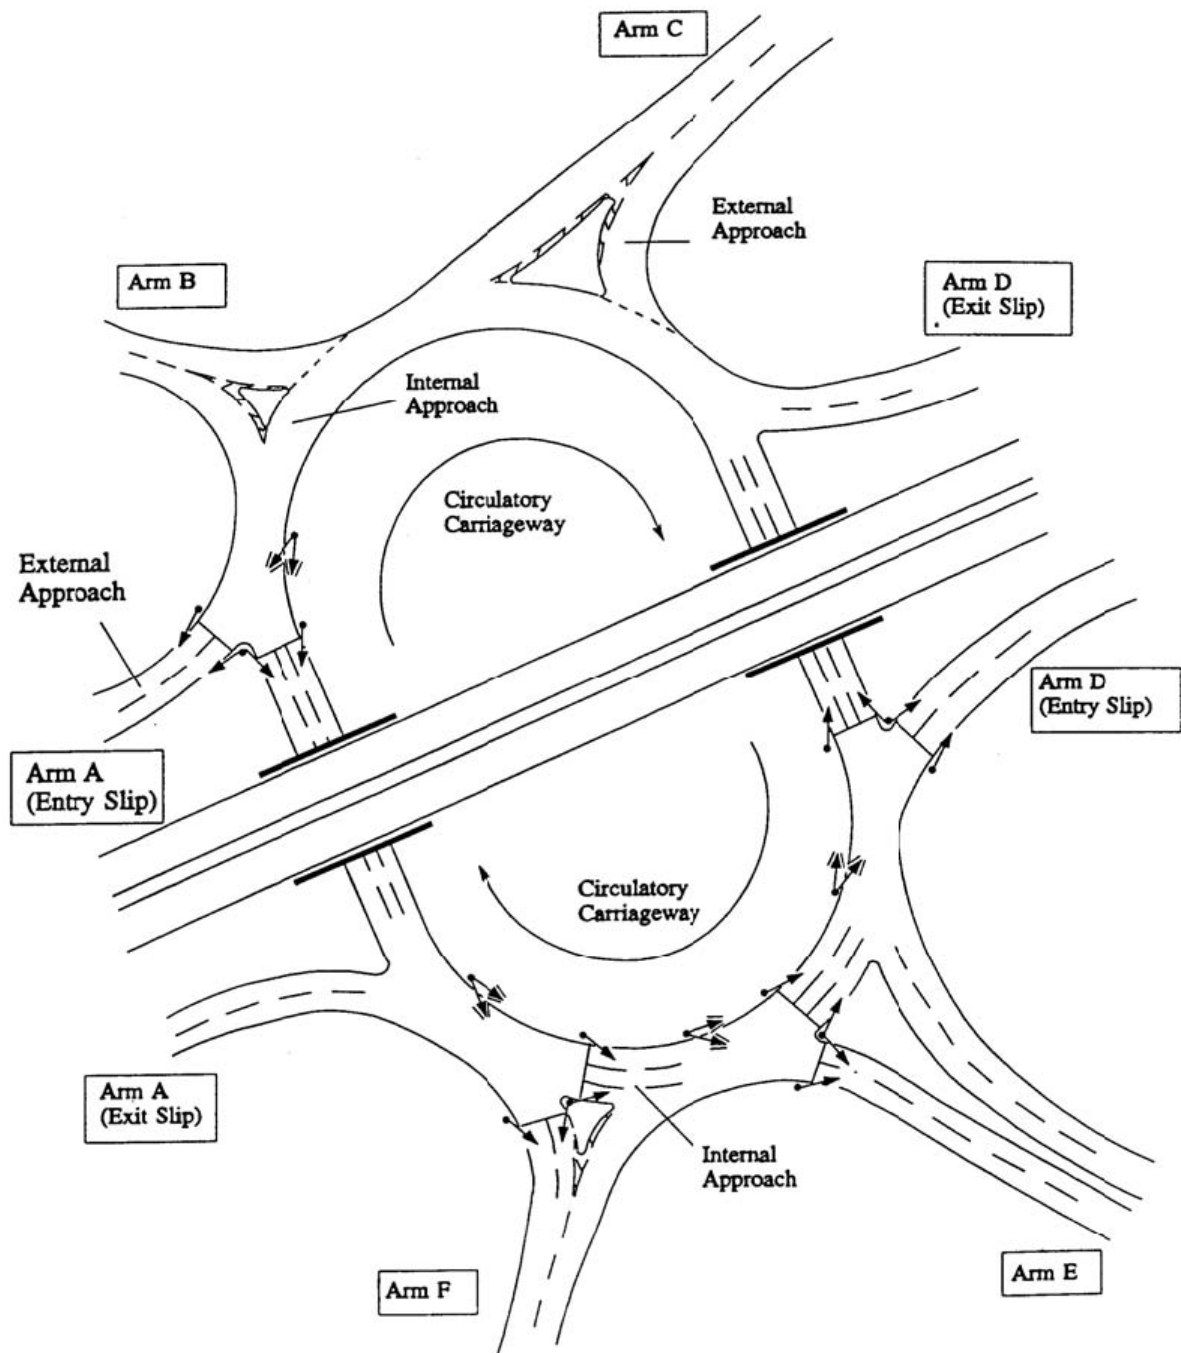 Arm C
External
Approach
Arm B
Arm D
(Exit Slip)
Internal
Approach
Circulatory
Carriageway
External
Approach
Arm D
(Entry Slip)
Arm A
(Entry Slip)
Circulatory
Carriageway
Arm A
(Exit Slip)
Internal
Approach
Arm E
Arm F